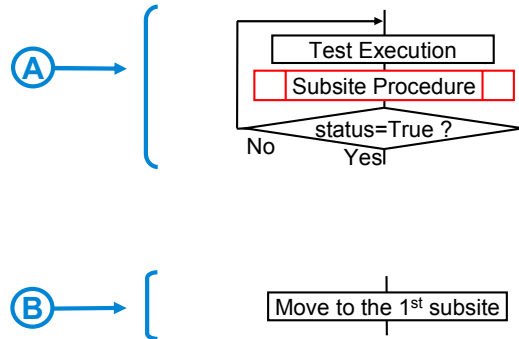 A
Test Execution
Subsite Procedure
status=True ?
No
Yes
B
Move to the 1st subsite